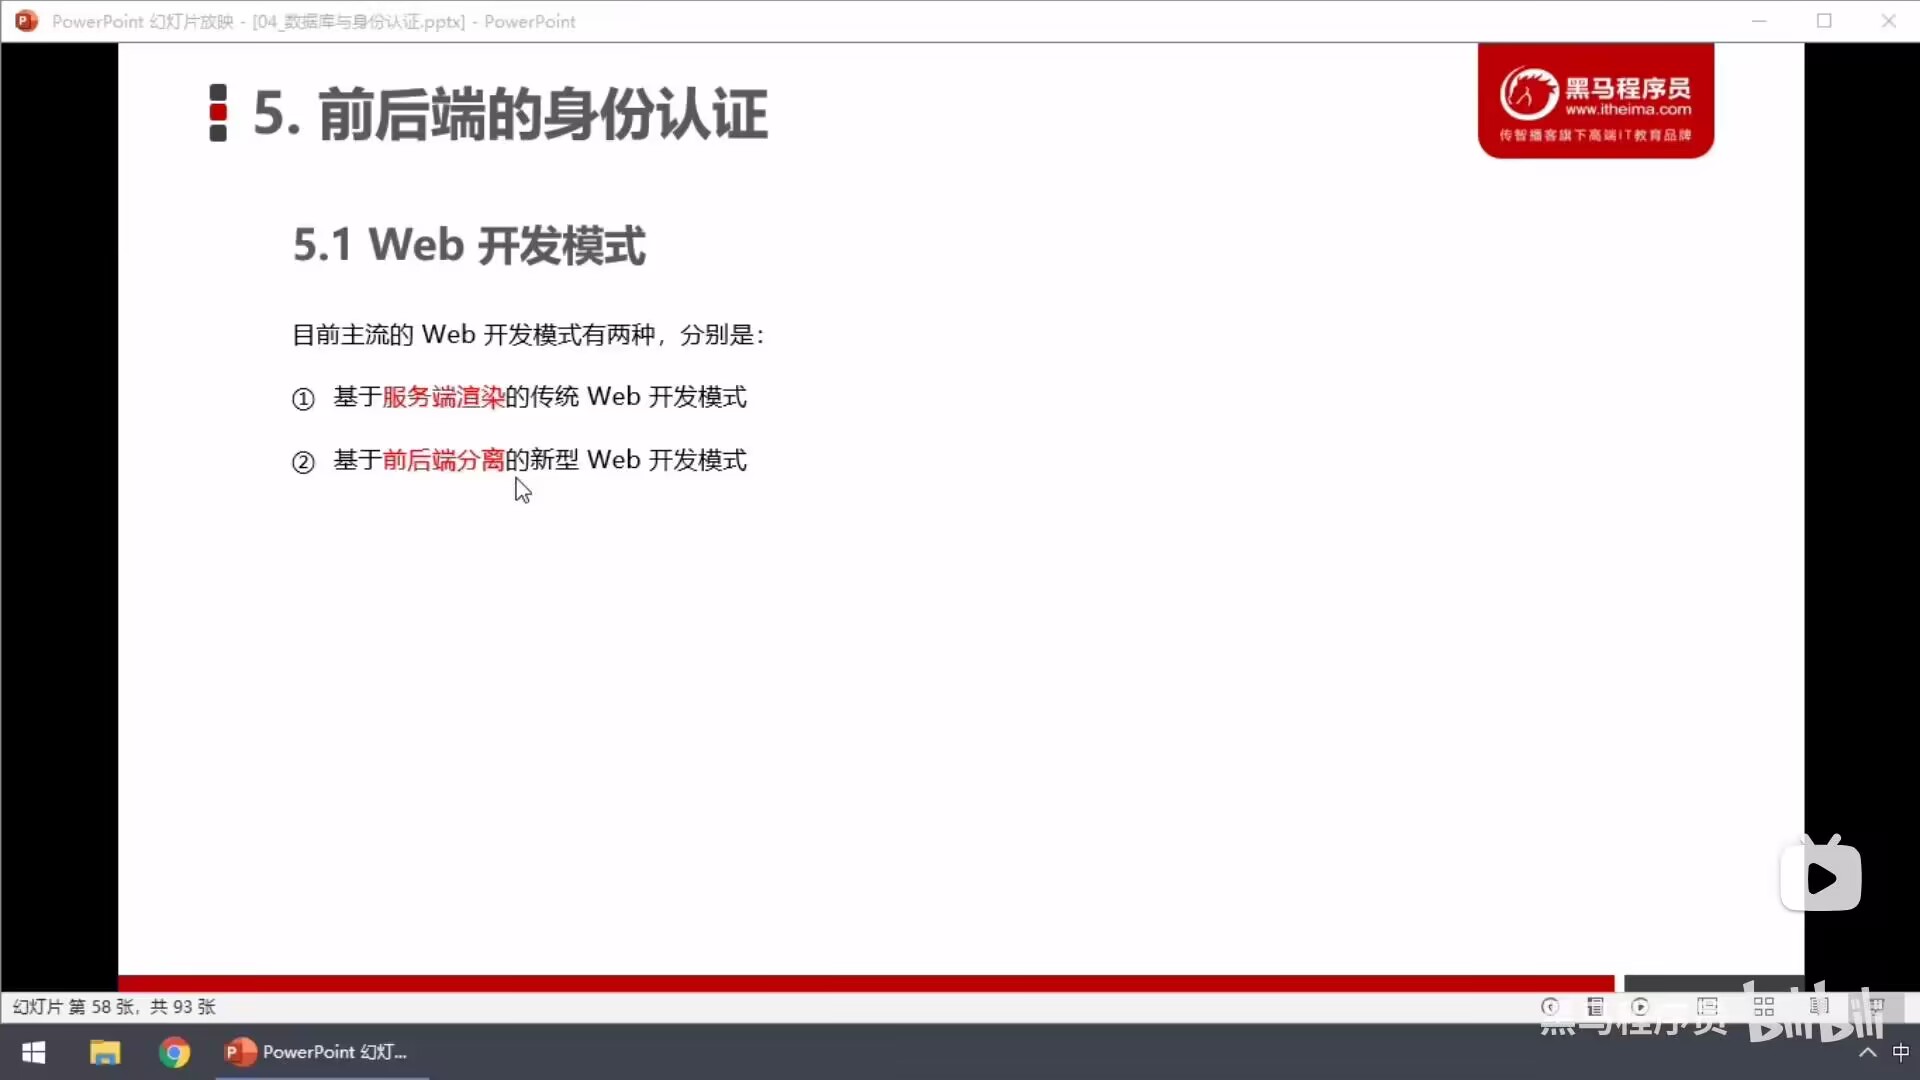 PowerPoint 幻灯片放映 - [04_数据库与身份认证.pptx] - PowerPoint
黑马程序员
www.itheima.com
传智播客旗下高端IT教育品牌
5. 前后端的身份认证
5.1 Web 开发模式
目前主流的 Web 开发模式有两种，分别是：
① 基于服务端渲染的传统 Web 开发模式
② 基于前后端分离的新型 Web 开发模式
幻灯片 第 58 张，共 93 张
黑马程序员 bilibili
PowerPoint 幻灯...
中